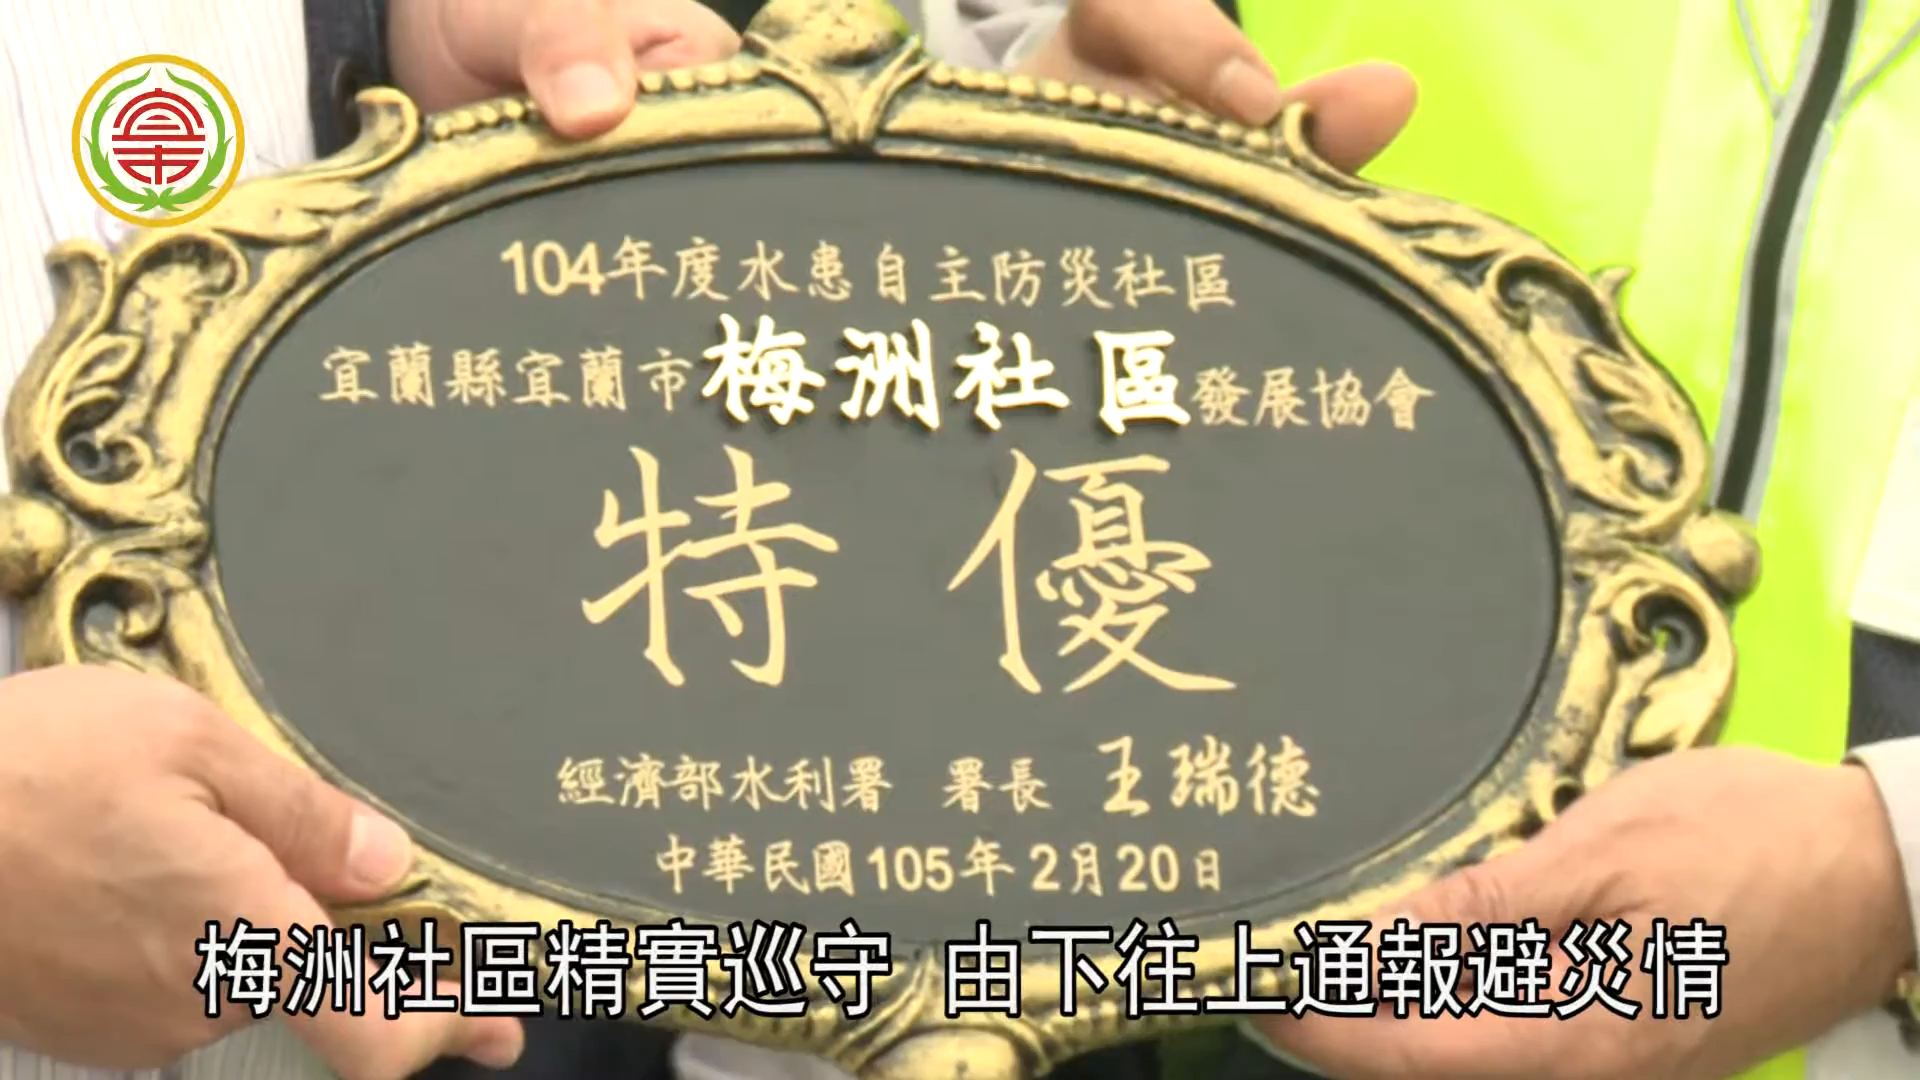 104年度水患自主防災社區
宜蘭縣宜蘭市梅洲社區發展協會
特優
經濟部水利署 署長 王瑞德
中華民國105年2月20日
梅洲社區精實巡守 由下往上通報避災情